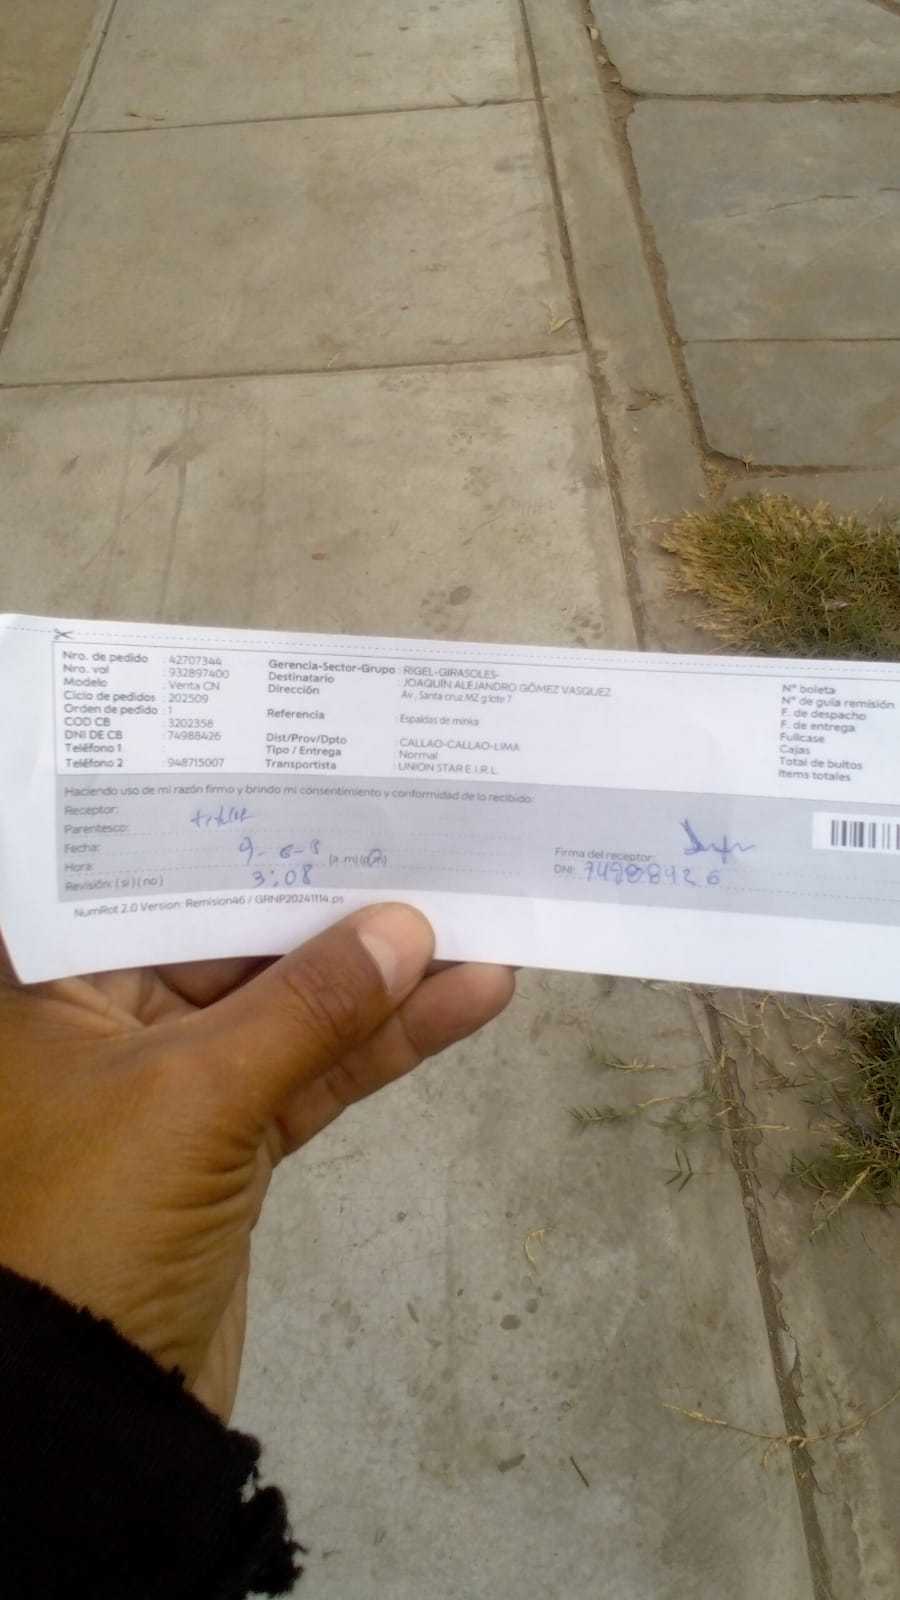 Nro. de pedido : 42707344
Nro. vol : 932897400
Modelo : Venta CN
Ciclo de pedidos : 202509
Orden de pedido : 1
COD CB : 3202358
DNI DE CB : 74988426
Teléfono 1 :
Teléfono 2 : 948715007
Gerencia-Sector-Grupo : RIGEL-GIRASOLES-
Destinatario : JOAQUÍN ALEJANDRO GÓMEZ VASQUEZ
Dirección : Av, Santa cruz MZ g lote 7
Referencia : Espaldas de minka
Dist/Prov/Dpto : CALLAO-CALLAO-LIMA
Tipo / Entrega : Normal
Transportista : UNION STAR E.I.R.L.
N° boleta
N° de guía remisión
F. de despacho
F. de entrega
Fullcase
Cajas
Total de bultos
Items totales
Haciendo uso de mi razón firmo y brindo mi consentimiento y conformidad de lo recibido:
Receptor:
Parentesco: titular
Fecha:
Hora: 3:08 (a.m) (p.m)
Revisión: ( si ) ( no )
Firma del receptor:
DNI: 74988426
NumRot 2.0 Version: Remision46 / GRNP20241114.ps